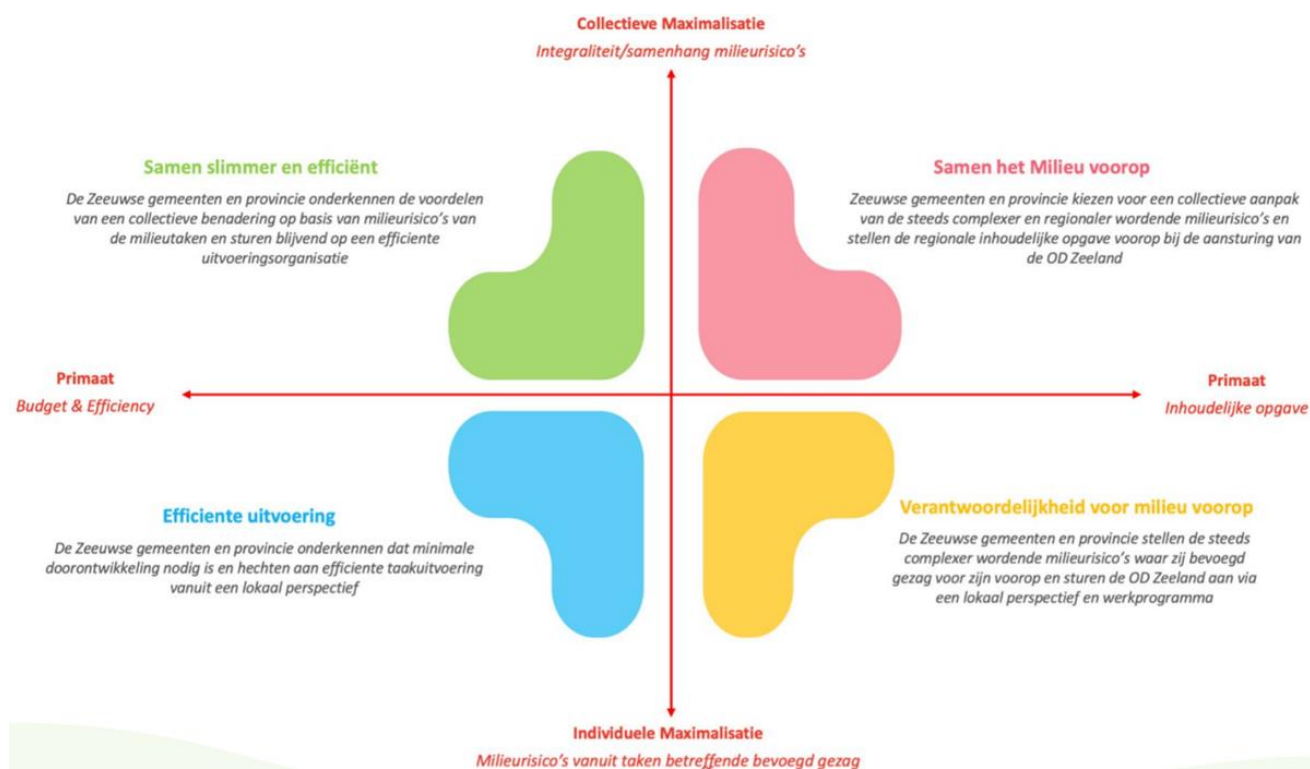 Collectieve Maximalisatie
Integraliteit/samenhang milieurisico's
Samen slimmer en efficiënt
De Zeeuwse gemeenten en provincie onderkennen de voordelen
van een collectieve benadering op basis van milieurisico's van
de milieutaken en sturen blijvend op een efficiente
uitvoeringsorganisatie
Samen het Milieu voorop
Zeeuwse gemeenten en provincie kiezen voor een collectieve aanpak
van de steeds complexer en regionaler wordende milieurisico's en
stellen de regionale inhoudelijke opgave voorop bij de aansturing van
de OD Zeeland
Primaat
Budget & Efficiency
Primaat
Inhoudelijke opgave
Efficiente uitvoering
De Zeeuwse gemeenten en provincie onderkennen dat minimale
doorontwikkeling nodig is en hechten aan efficiente taakuitvoering
vanuit een lokaal perspectief
Verantwoordelijkheid voor milieu voorop
De Zeeuwse gemeenten en provincie stellen de steeds
complexer wordende milieurisico's waar zij bevoegd
gezag voor zijn voorop en sturen de OD Zeeland aan via
een lokaal perspectief en werkprogramma
Individuele Maximalisatie
Milieurisico's vanuit taken betreffende bevoegd gezag